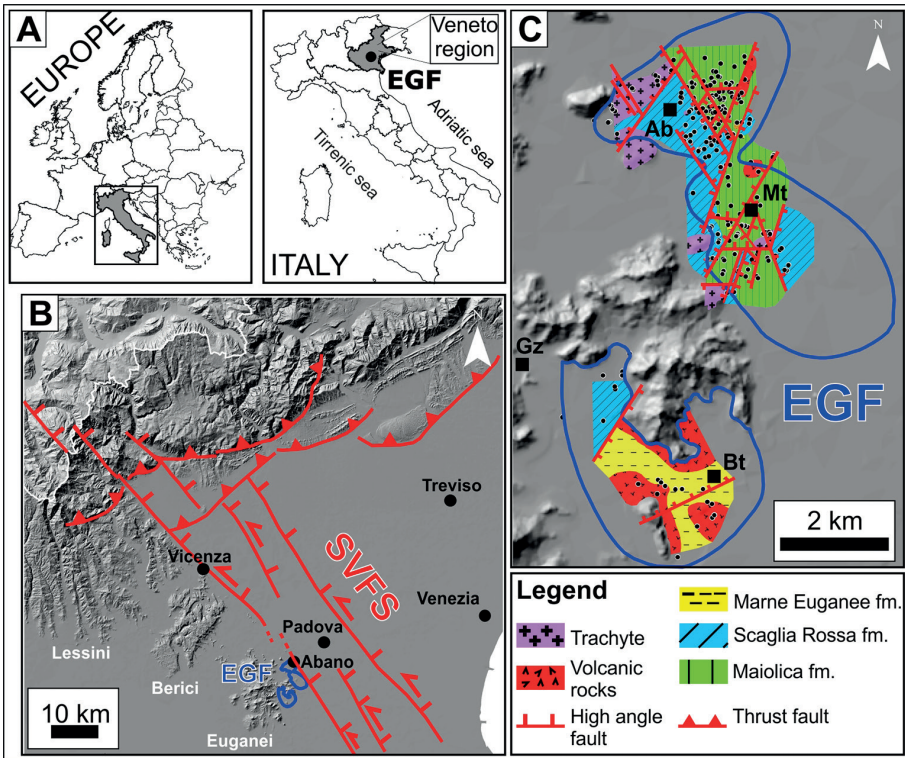 A
EUROPE
Veneto
region
EGF
Adriatic sea
Tirrenic sea
ITALY
B
N
Treviso
SVFS
Vicenza
Venezia
Padova
Abano
Lessini
EGF
Berici
10 km
Euganei
C
N
Ab
Mt
Gz
EGF
Bt
2 km
Legend
Trachyte
Volcanic
rocks
High angle
fault
Marne Euganee fm.
Scaglia Rossa fm.
Maiolica fm.
Thrust fault